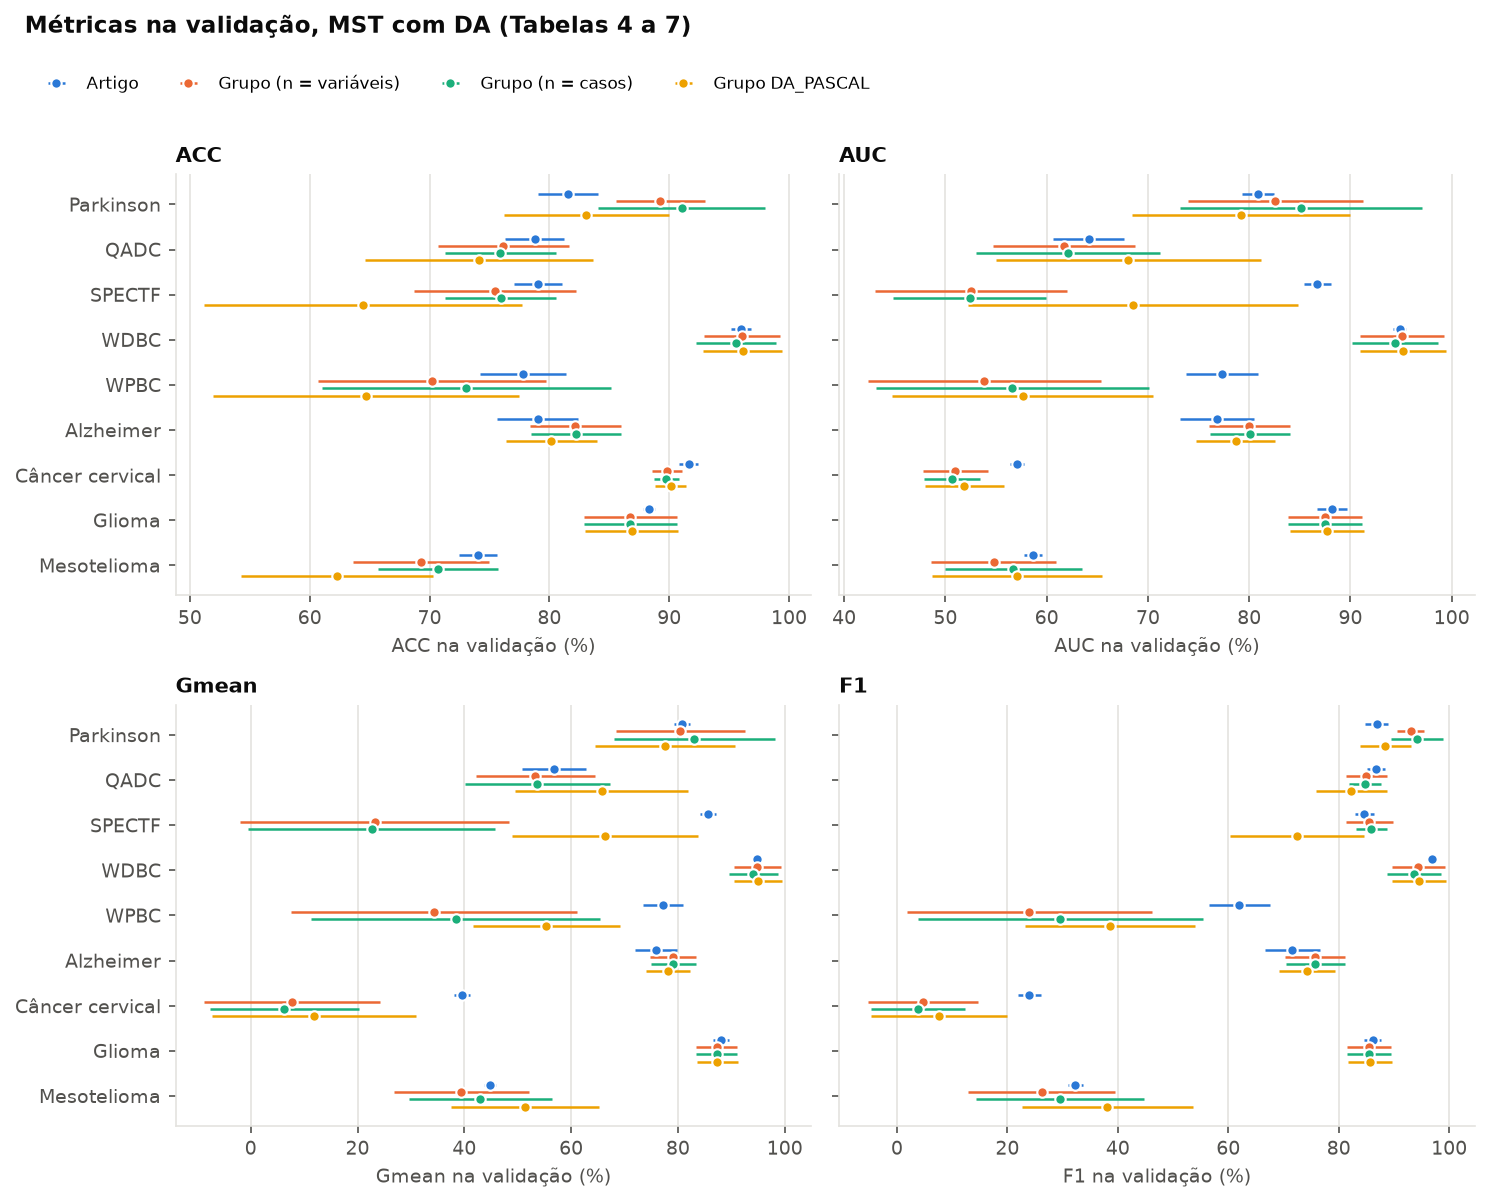 Métricas na validação, MST com DA (Tabelas 4 a 7)
Artigo
Grupo (n = variáveis)
Grupo (n = casos)
Grupo DA_PASCAL
ACC
Parkinson
QADC
SPECTF
WDBC
WPBC
Alzheimer
Câncer cervical
Glioma
Mesotelioma
50 60 70 80 90 100
ACC na validação (%)
AUC
40 50 60 70 80 90 100
AUC na validação (%)
Gmean
Parkinson
QADC
SPECTF
WDBC
WPBC
Alzheimer
Câncer cervical
Glioma
Mesotelioma
0 20 40 60 80 100
Gmean na validação (%)
F1
0 20 40 60 80 100
F1 na validação (%)